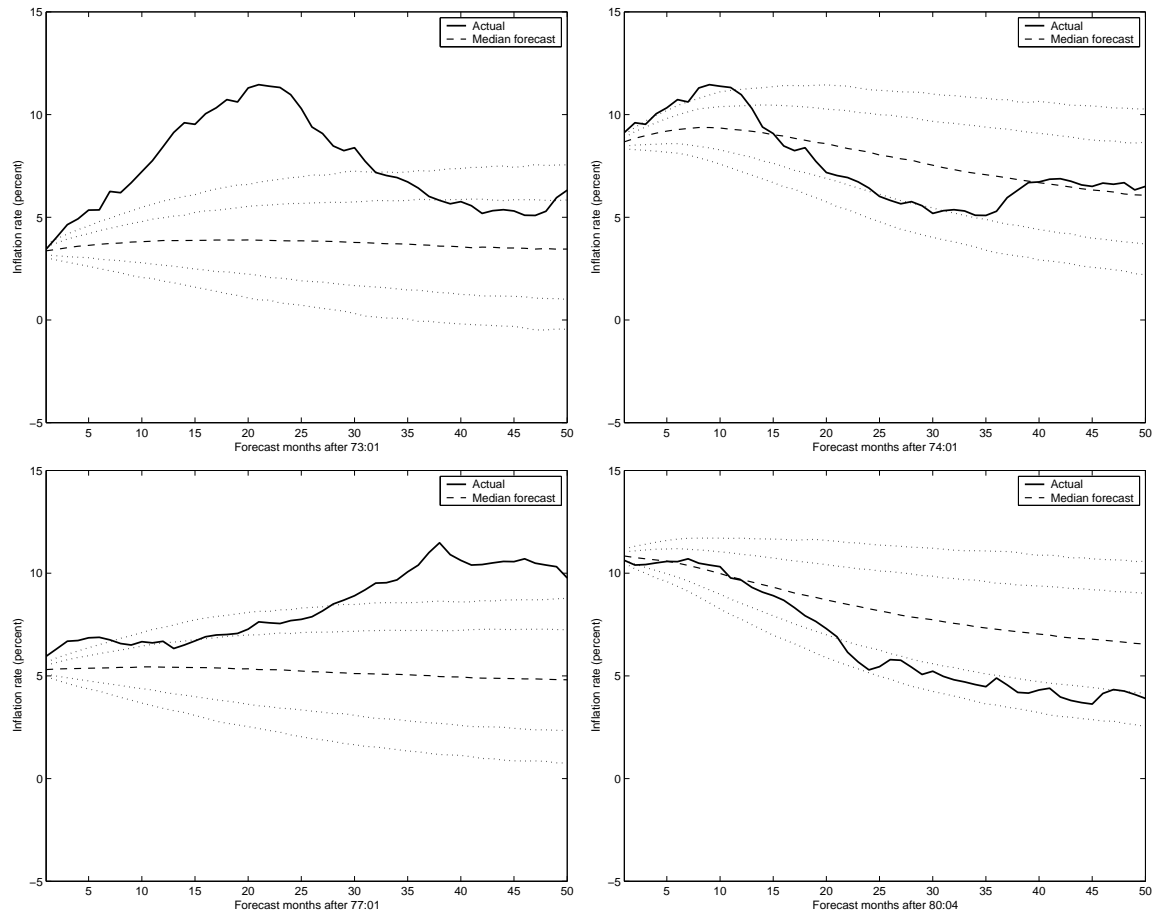 15
10
5
0
−5
Inflation rate (percent)
Actual
Median forecast
5 10 15 20 25 30 35 40 45 50
Forecast months after 73:01
15
10
5
0
−5
Inflation rate (percent)
Actual
Median forecast
5 10 15 20 25 30 35 40 45 50
Forecast months after 74:01
15
10
5
0
−5
Inflation rate (percent)
Actual
Median forecast
5 10 15 20 25 30 35 40 45 50
Forecast months after 77:01
15
10
5
0
−5
Inflation rate (percent)
Actual
Median forecast
5 10 15 20 25 30 35 40 45 50
Forecast months after 80:04